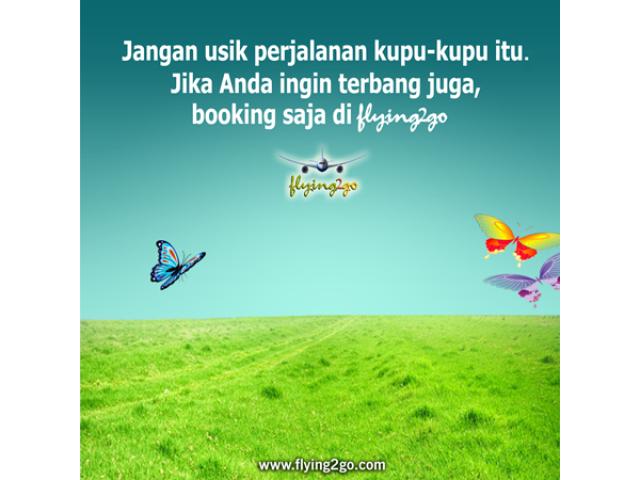 Jangan usik perjalanan kupu-kupu itu.
Jika Anda ingin terbang juga,
booking saja di flying2go
flying2go
www.flying2go.com